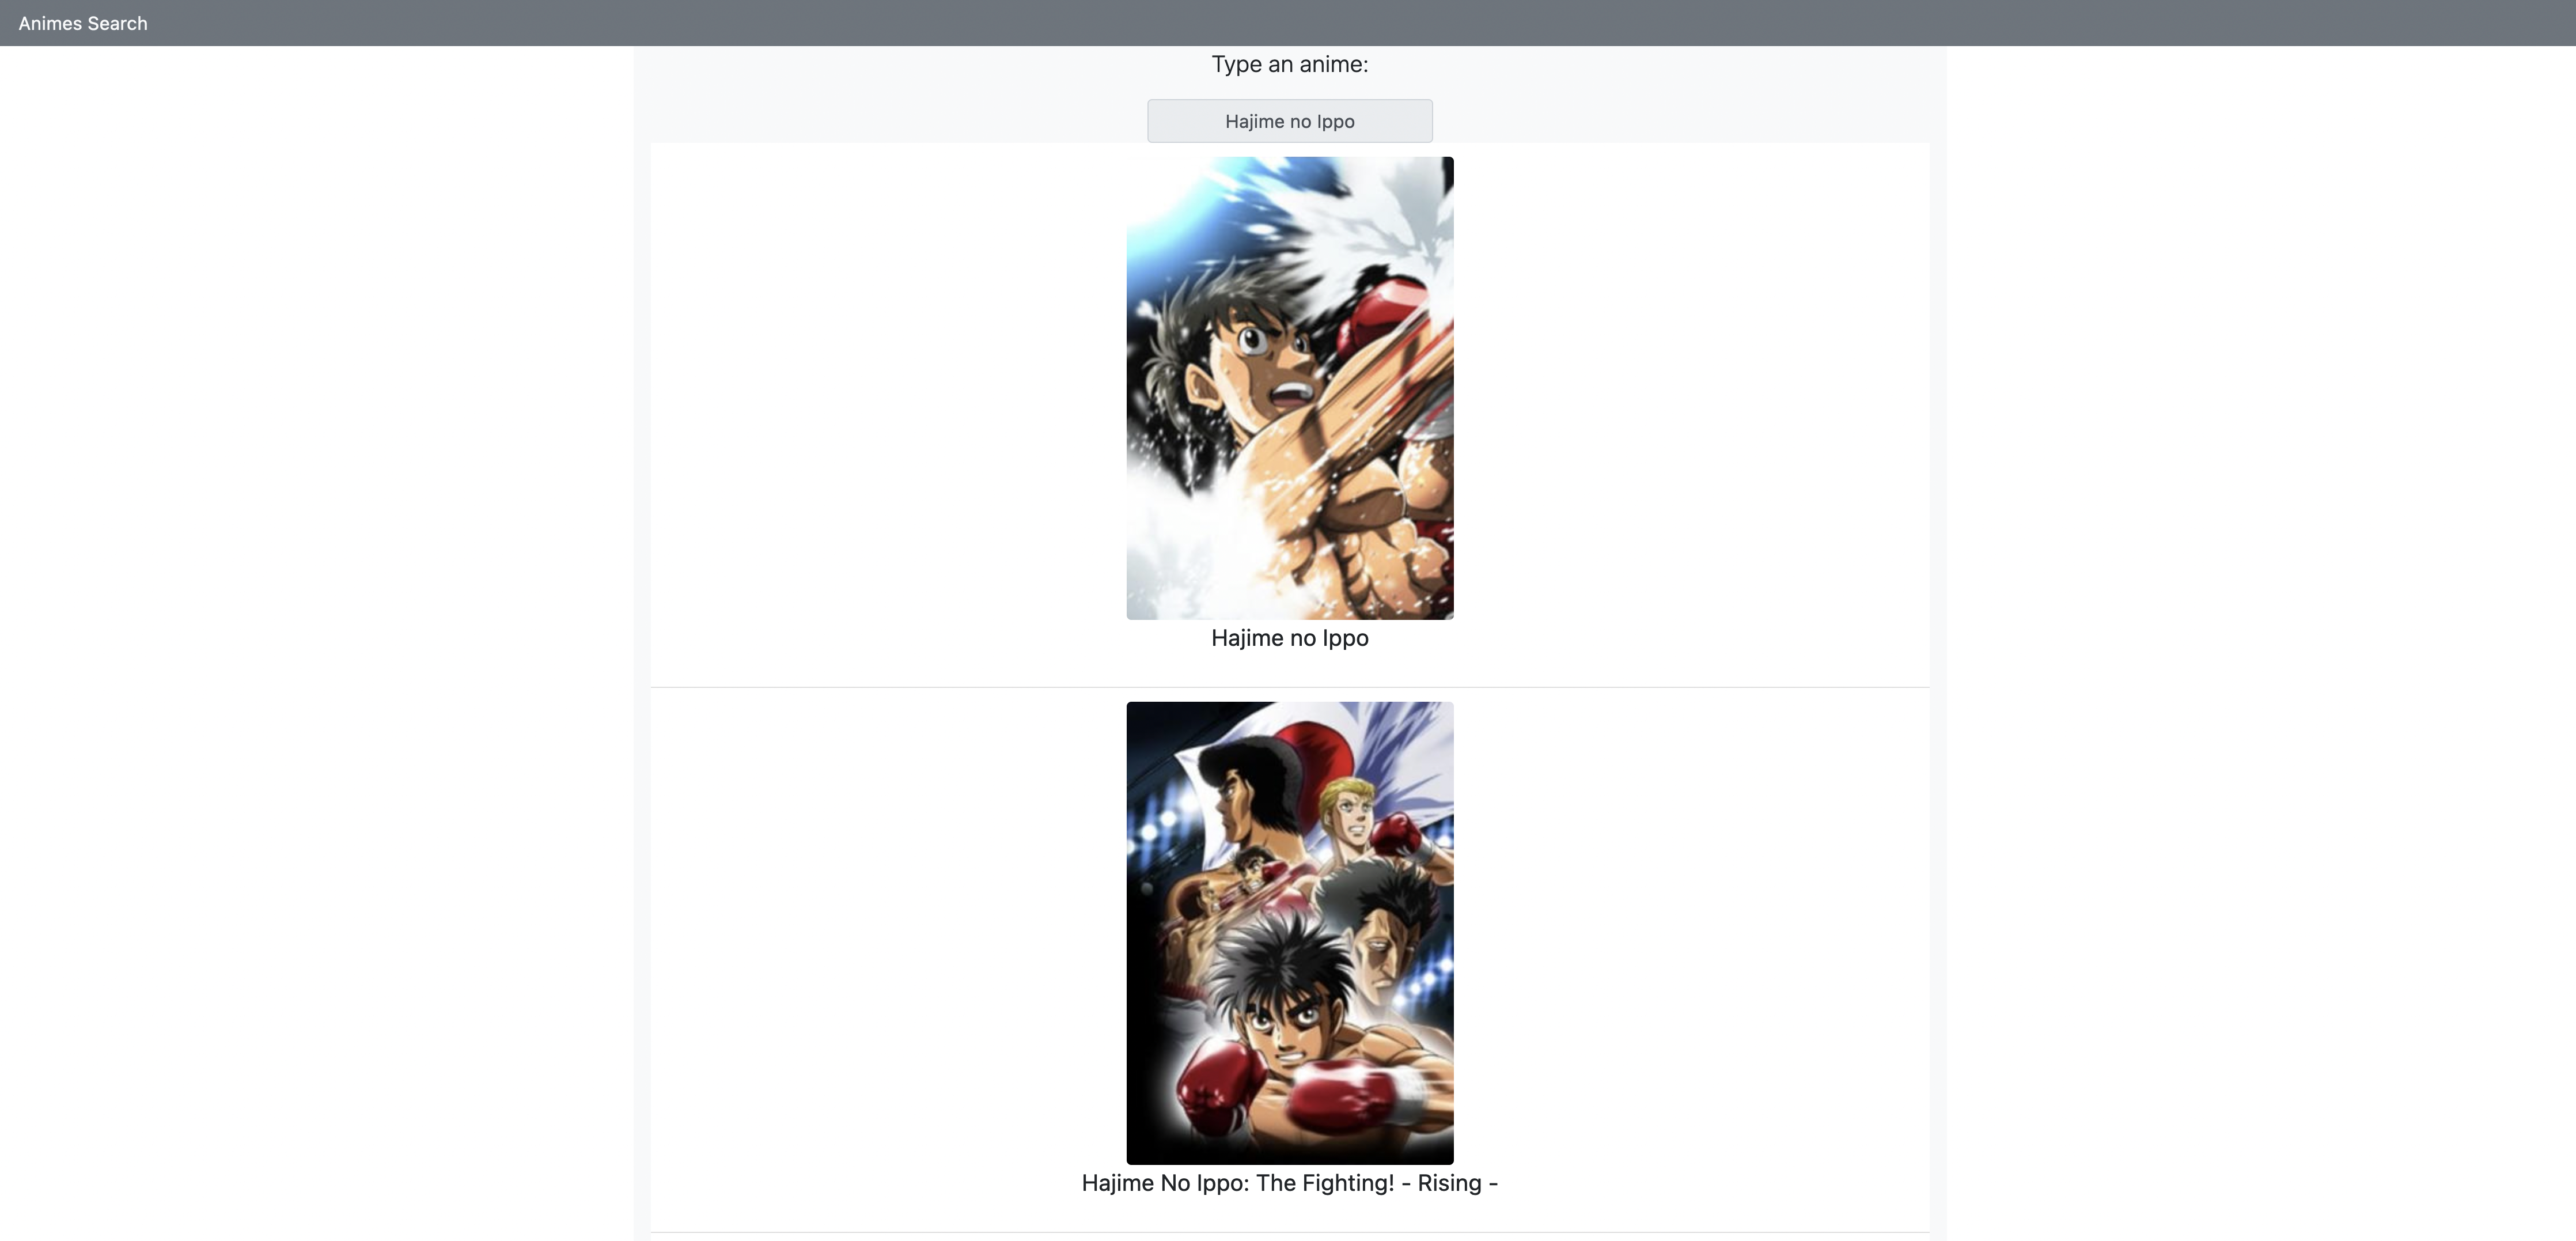 Animes Search
Type an anime:
Hajime no Ippo
Hajime no Ippo
Hajime No Ippo: The Fighting! - Rising -